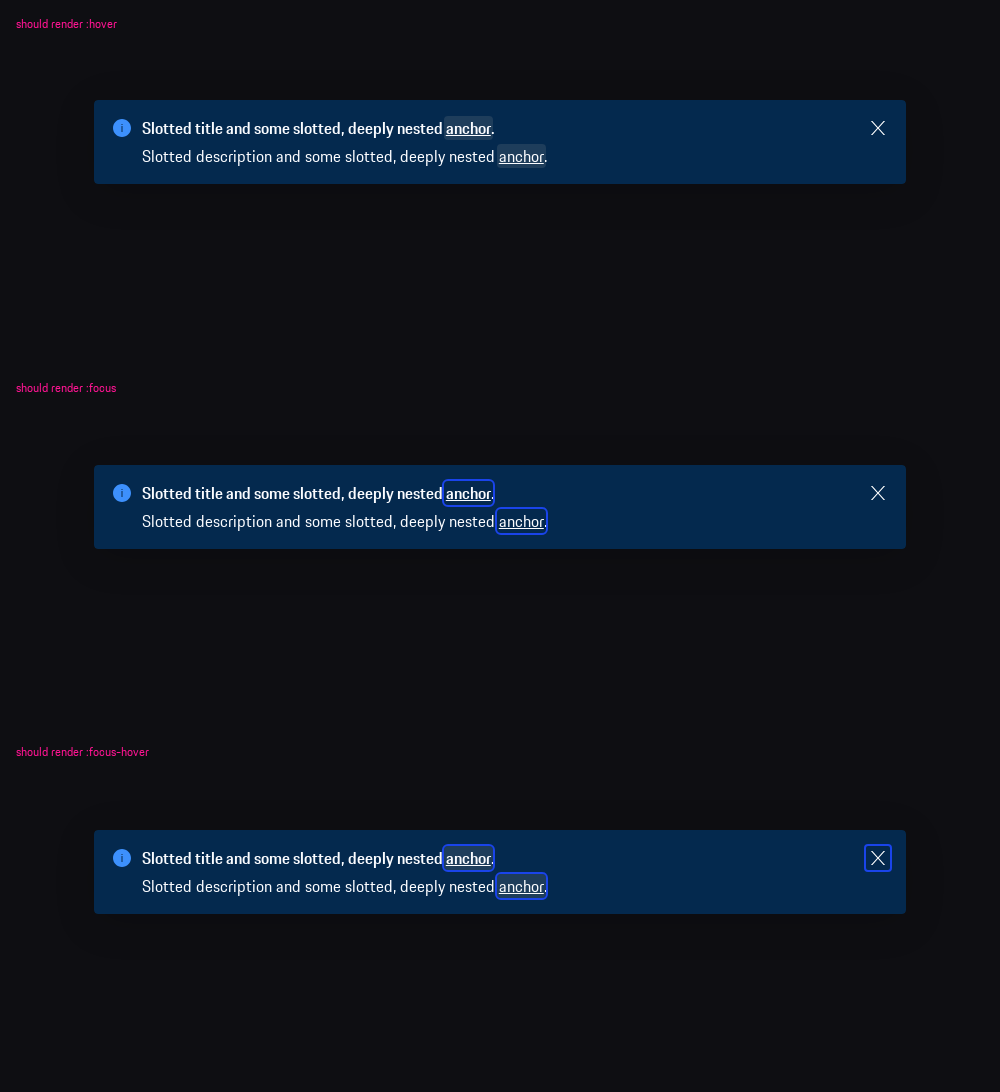 should render :hover
Slotted title and some slotted, deeply nested anchor.
Slotted description and some slotted, deeply nested anchor.
should render :focus
Slotted title and some slotted, deeply nested anchor.
Slotted description and some slotted, deeply nested anchor.
should render :focus-hover
Slotted title and some slotted, deeply nested anchor.
Slotted description and some slotted, deeply nested anchor.